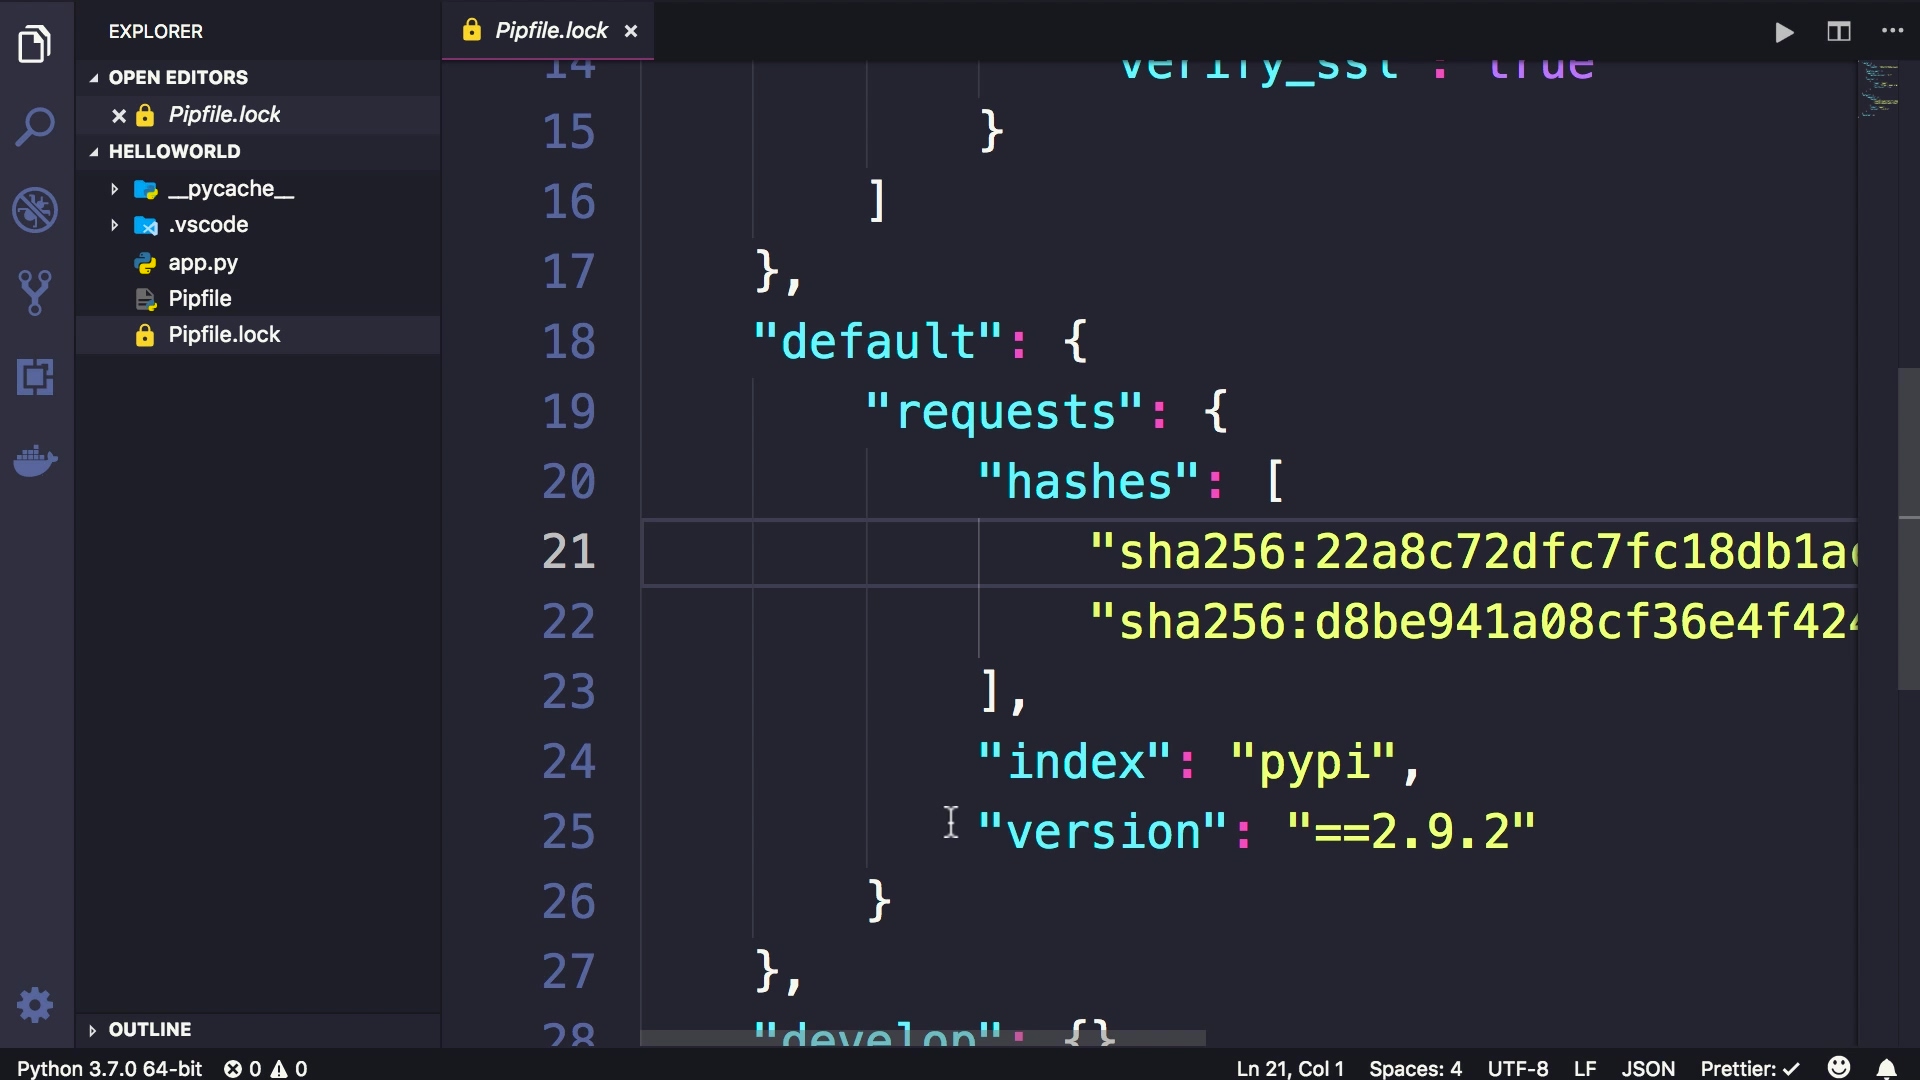 EXPLORER
OPEN EDITORS
Pipfile.lock
HELLOWORLD
__pycache__
.vscode
app.py
Pipfile
Pipfile.lock
OUTLINE
Pipfile.lock
14 verify_ssl": true
15 }
16 ]
17 },
18 "default": {
19 "requests": {
20 "hashes": [
21 "sha256:22a8c72dfc7fc18db1a
22 "sha256:d8be941a08cf36e4f424
23 ],
24 "index": "pypi",
25 "version": "==2.9.2"
26 }
27 },
28 "develop": {}
Python 3.7.0 64-bit 0 0 Ln 21, Col 1 Spaces: 4 UTF-8 LF JSON Prettier: ✓